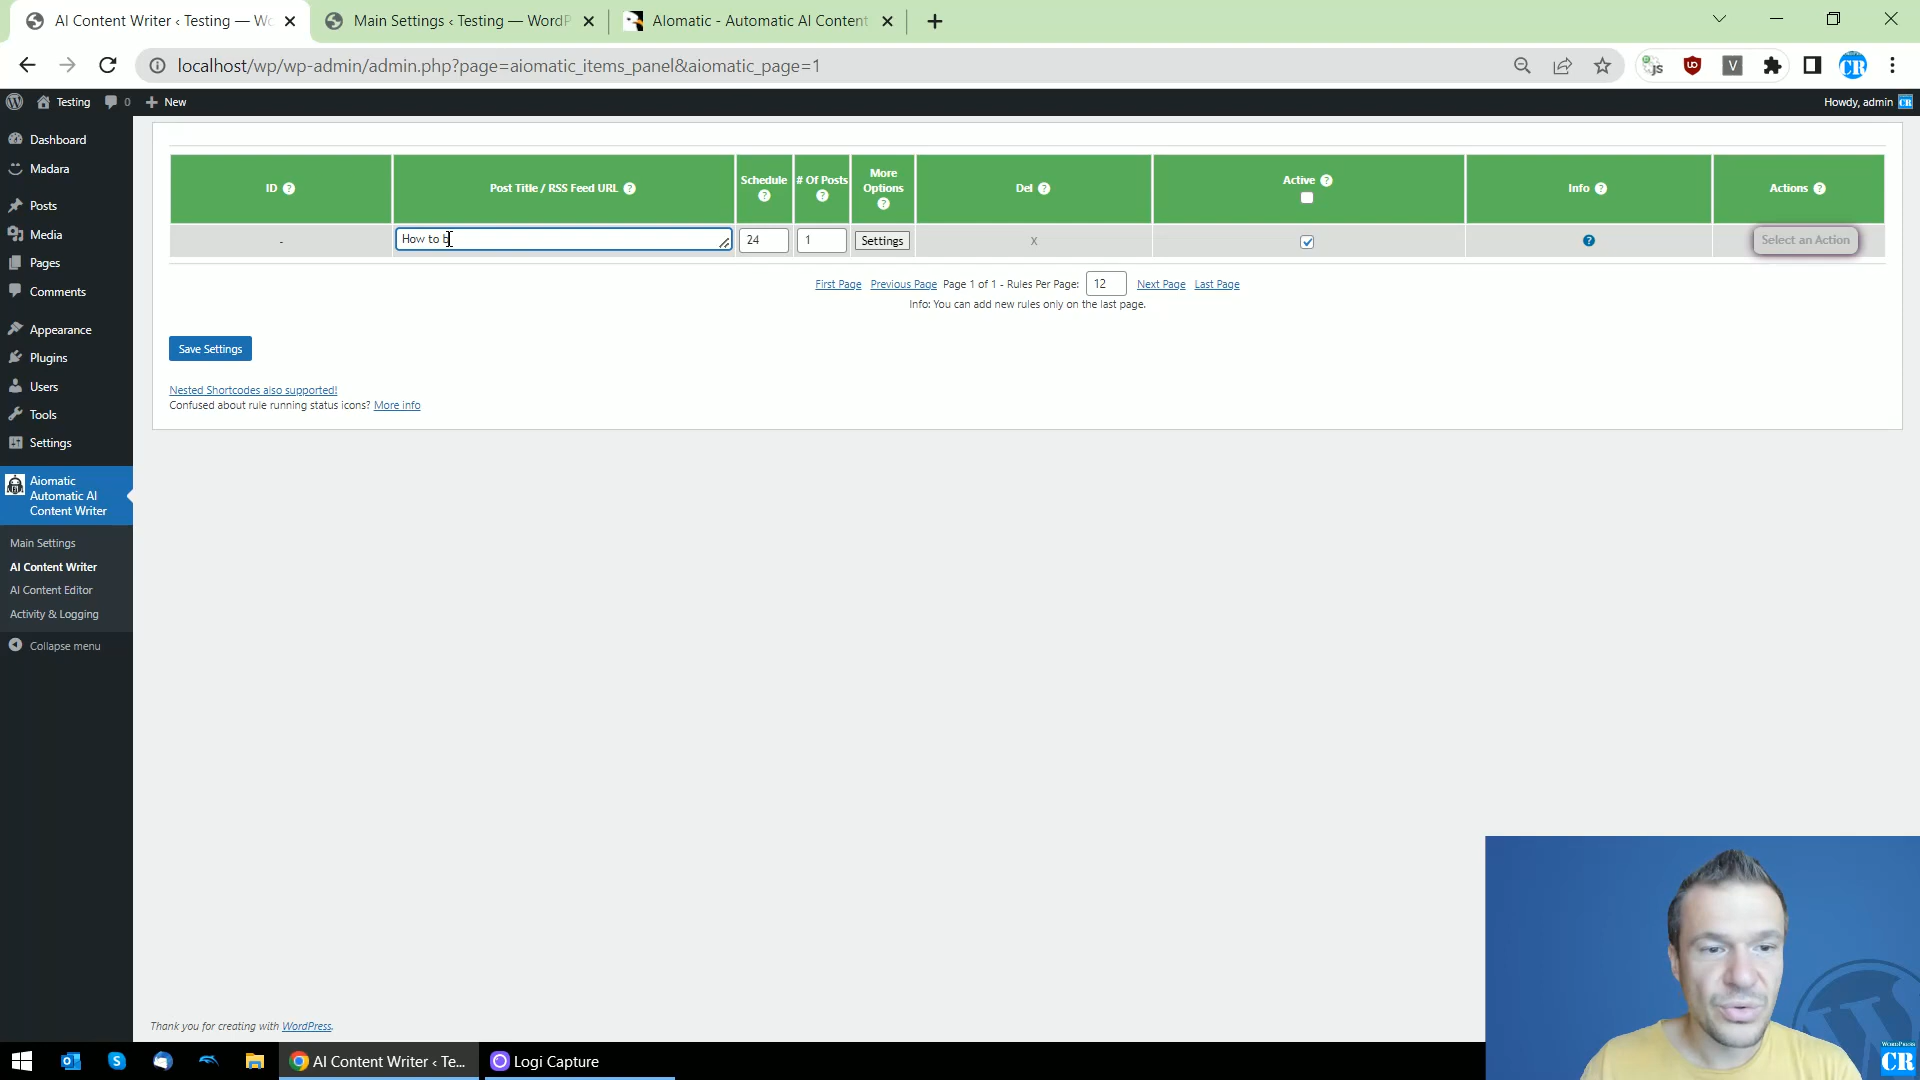 AI Content Writer ‹ Testing — Wo
Main Settings ‹ Testing — WordP
AIomatic - Automatic AI Content
localhost/wp/wp-admin/admin.php?page=aiomatic_items_panel&aiomatic_page=1
Testing
0
New
Howdy, admin
Dashboard
Madara
Posts
Media
Pages
Comments
Appearance
Plugins
Users
Tools
Settings
Aiomatic
Automatic AI
Content Writer
Main Settings
AI Content Writer
AI Content Editor
Activity & Logging
Collapse menu
ID
Post Title / RSS Feed URL
Schedule
# Of Posts
More
Options
Del
Active
Info
Actions
-
How to b
24
1
Settings
X
Select an Action
First Page Previous Page Page 1 of 1 - Rules Per Page: 12 Next Page Last Page
Info: You can add new rules only on the last page.
Save Settings
Nested Shortcodes also supported!
Confused about rule running status icons? More info
Thank you for creating with WordPress.
AI Content Writer ‹ Te...
Logi Capture
WORDPRESS
CR